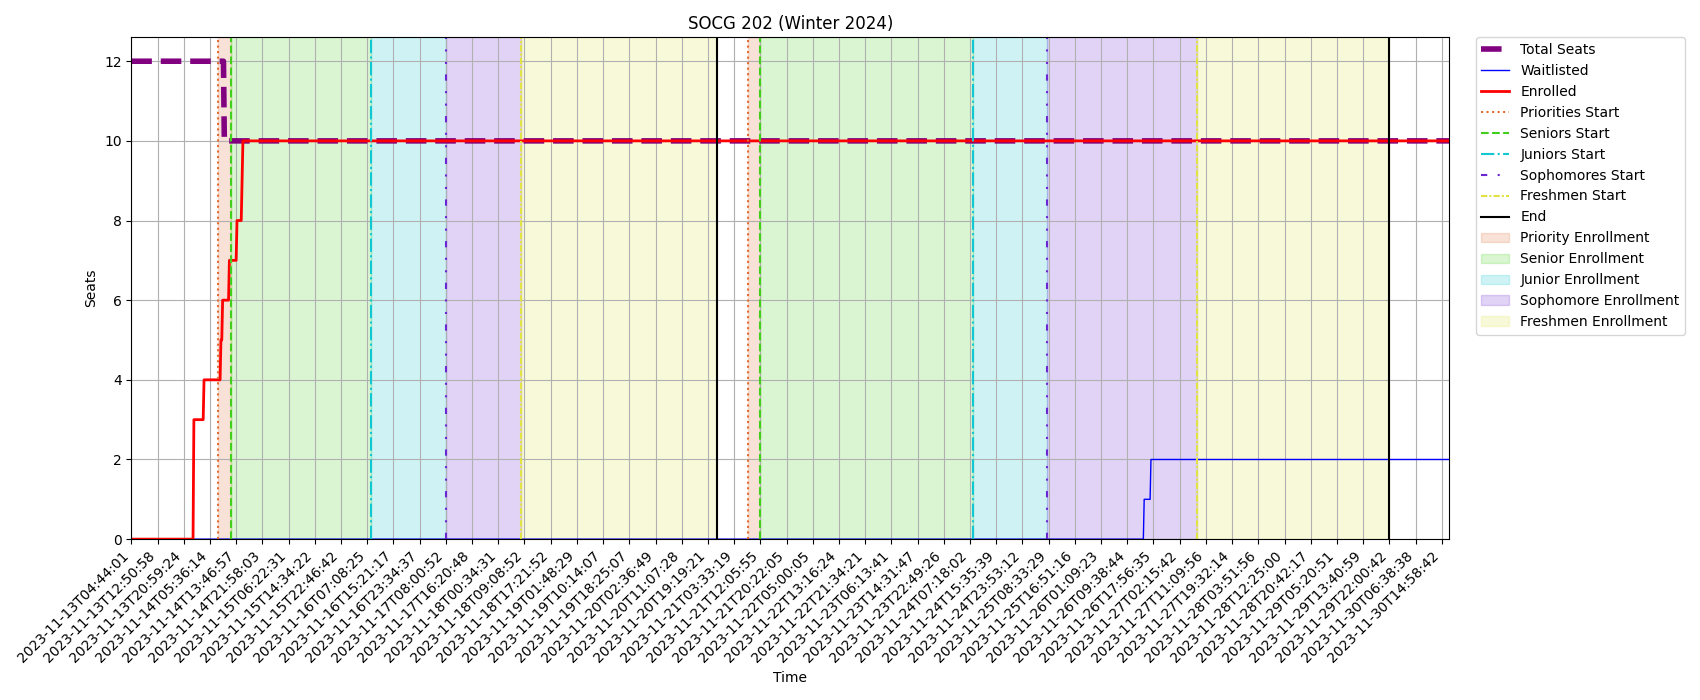 SOCG 202 (Winter 2024)
Seats
12
10
8
6
4
2
0
2023-11-13T04:44:01
2023-11-13T12:50:58
2023-11-13T20:59:24
2023-11-14T05:36:14
2023-11-14T13:46:57
2023-11-14T21:58:03
2023-11-15T06:22:31
2023-11-15T14:34:22
2023-11-15T22:46:42
2023-11-16T07:08:25
2023-11-16T15:21:17
2023-11-16T23:34:37
2023-11-17T08:00:52
2023-11-17T16:20:48
2023-11-18T00:34:31
2023-11-18T09:08:52
2023-11-18T17:21:52
2023-11-19T01:48:29
2023-11-19T10:14:07
2023-11-19T18:25:07
2023-11-20T02:36:49
2023-11-20T11:07:28
2023-11-20T19:19:21
2023-11-21T03:33:19
2023-11-21T12:05:55
2023-11-21T20:22:05
2023-11-22T05:00:05
2023-11-22T13:16:24
2023-11-22T21:34:21
2023-11-23T06:13:41
2023-11-23T14:31:47
2023-11-23T22:49:26
2023-11-24T07:18:02
2023-11-24T15:35:39
2023-11-24T23:53:12
2023-11-25T08:33:29
2023-11-25T16:51:16
2023-11-26T01:09:23
2023-11-26T09:38:44
2023-11-26T17:56:35
2023-11-27T02:15:42
2023-11-27T11:09:56
2023-11-27T19:32:14
2023-11-28T03:51:56
2023-11-28T12:25:00
2023-11-28T20:42:17
2023-11-29T05:20:51
2023-11-29T13:40:59
2023-11-29T22:00:42
2023-11-30T06:38:38
2023-11-30T14:58:42
Time
Total Seats
Waitlisted
Enrolled
Priorities Start
Seniors Start
Juniors Start
Sophomores Start
Freshmen Start
End
Priority Enrollment
Senior Enrollment
Junior Enrollment
Sophomore Enrollment
Freshmen Enrollment